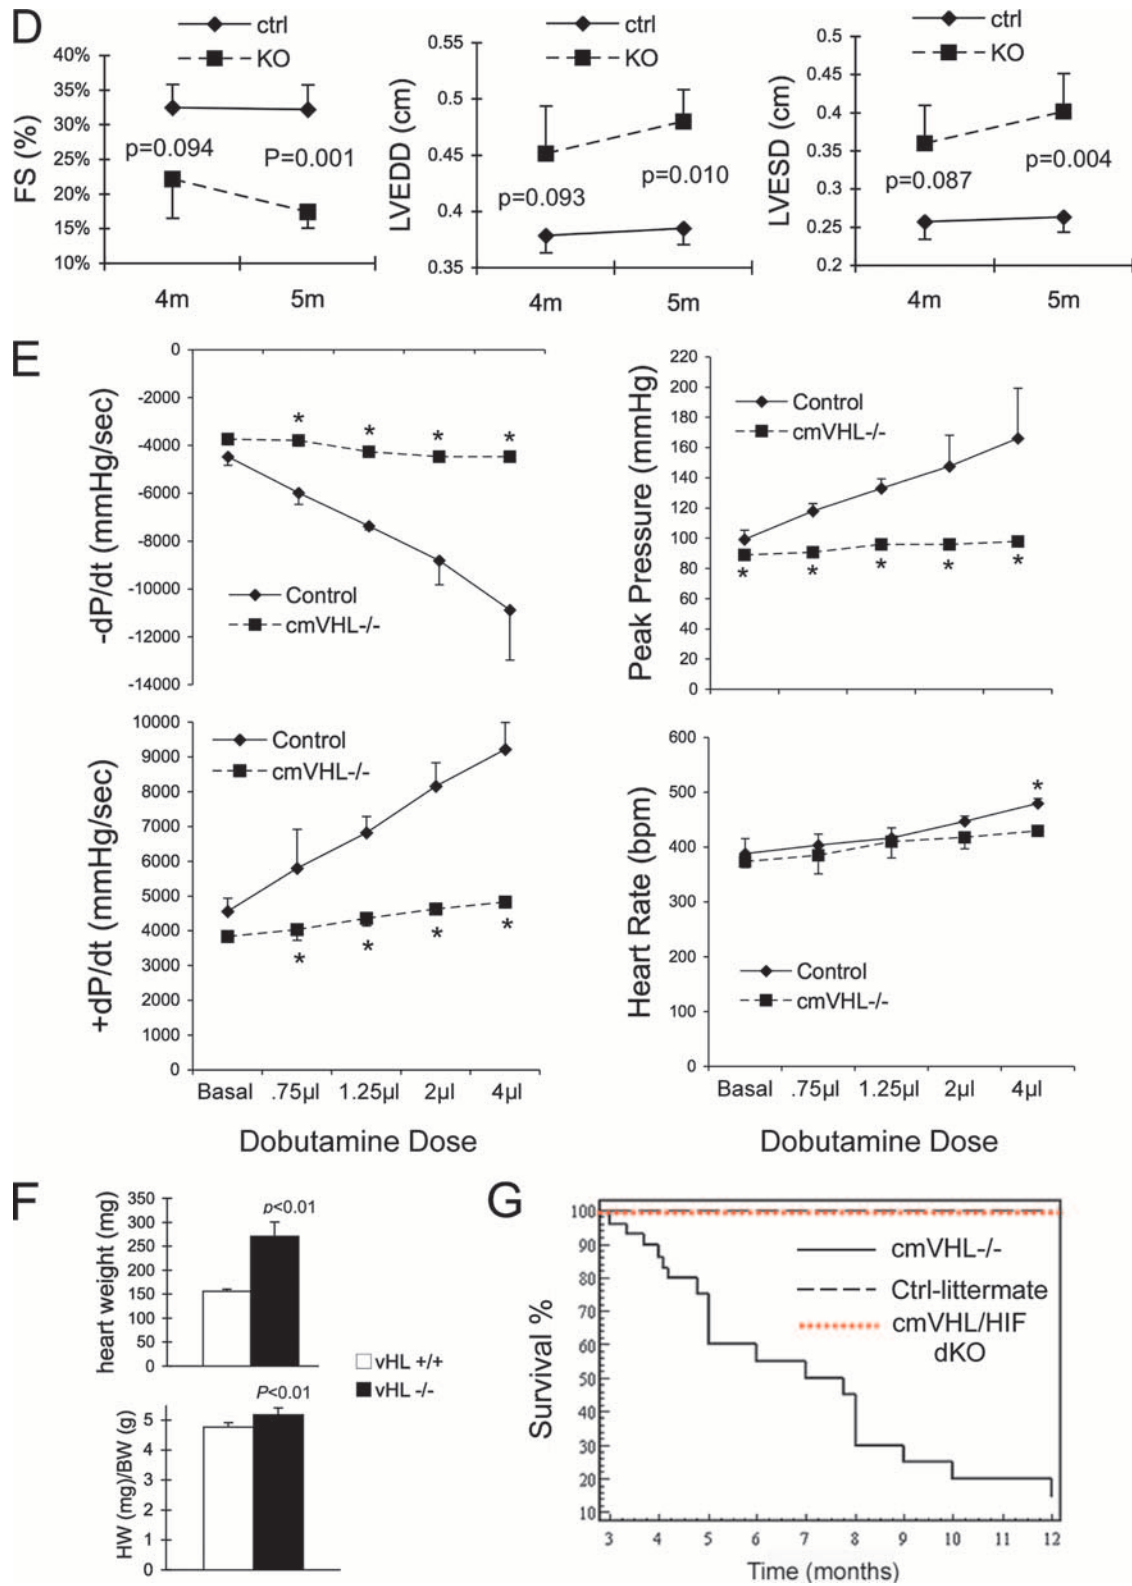 D
ctrl
KO
40%
35%
30%
25%
20%
15%
10%
FS (%)
p=0.094
P=0.001
4m
5m
ctrl
KO
0.55
0.5
0.45
0.4
0.35
LVEDD (cm)
p=0.093
p=0.010
4m
5m
ctrl
KO
0.5
0.45
0.4
0.35
0.3
0.25
0.2
LVESD (cm)
p=0.087
p=0.004
4m
5m
E
0
-2000
-4000
-6000
-8000
-10000
-12000
-14000
-dP/dt (mmHg/sec)
* * * *
Control
cmVHL-/-
220
200
180
160
140
120
100
80
60
40
20
0
Peak Pressure (mmHg)
Control
cmVHL-/-
* * * * *
10000
9000
8000
7000
6000
5000
4000
3000
2000
1000
0
+dP/dt (mmHg/sec)
Control
cmVHL-/-
* * * *
Basal .75µl 1.25µl 2µl 4µl
Dobutamine Dose
600
500
400
300
200
100
0
Heart Rate (bpm)
*
Control
cmVHL-/-
Basal .75µl 1.25µl 2µl 4µl
Dobutamine Dose
F
350
300
250
200
150
100
50
0
heart weight (mg)
p<0.01
vHL +/+
vHL -/-
5
4
3
2
1
0
HW (mg)/BW (g)
P<0.01
G
100
90
80
70
60
50
40
30
20
10
Survival %
cmVHL-/-
Ctrl-littermate
cmVHL/HIF
dKO
3 4 5 6 7 8 9 10 11 12
Time (months)